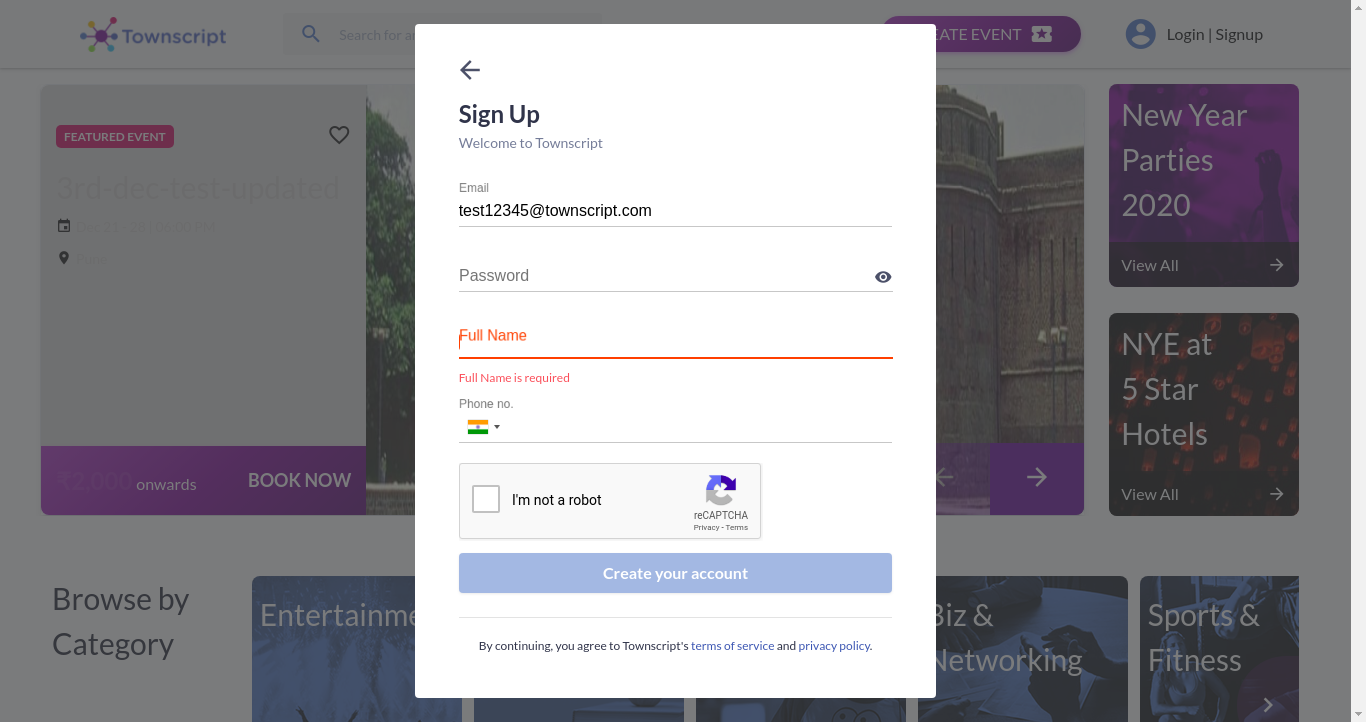 Townscript
Search for an
EATE EVENT
Login | Signup
FEATURED EVENT
3rd-dec-test-updated
₹2,000 onwards
BOOK NOW
Sign Up
Welcome to Townscript
Email
test12345@townscript.com
Password
Full Name
Full Name is required
Phone no.
I'm not a robot
reCAPTCHA
Privacy - Terms
Create your account
By continuing, you agree to Townscript's terms of service and privacy policy.
New Year
Parties
2020
View All
NYE at
5 Star
Hotels
View All
Browse by
Category
Entertainme
Biz &
Networking
Sports &
Fitness